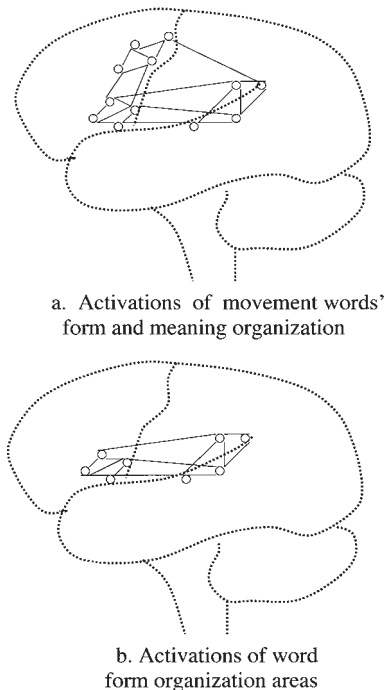 a. Activations of movement words'
form and meaning organization
b. Activations of word
form organization areas